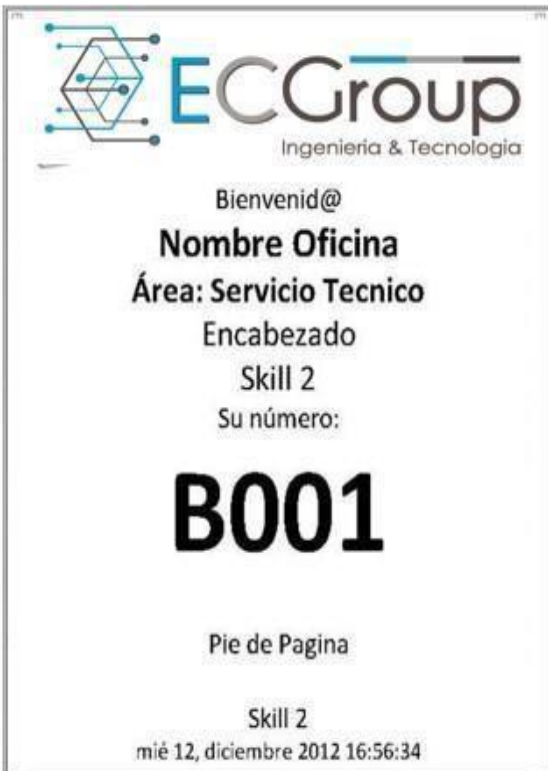 ECGroup
Ingenieria & Tecnologia
Bienvenid@
Nombre Oficina
Área: Servicio Tecnico
Encabezado
Skill 2
Su número:
B001
Pie de Pagina
Skill 2
mié 12, diciembre 2012 16:56:34